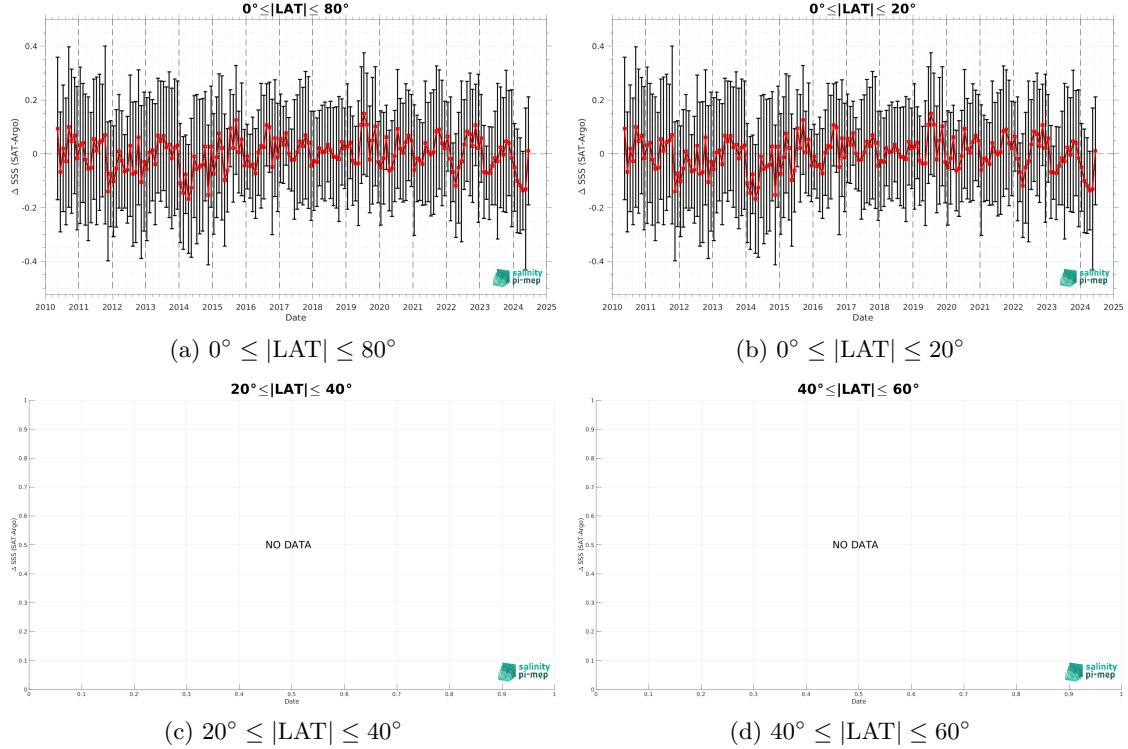 0°≤|LAT|≤ 80°
Δ SSS (SAT-Argo)
0.4
0.2
0
-0.2
-0.4
2010 2011 2012 2013 2014 2015 2016 2017 2018 2019 2020 2021 2022 2023 2024 2025
Date
salinity
pi-mep
(a) 0° ≤ |LAT| ≤ 80°
0°≤|LAT|≤ 20°
Δ SSS (SAT-Argo)
0.4
0.2
0
-0.2
-0.4
2010 2011 2012 2013 2014 2015 2016 2017 2018 2019 2020 2021 2022 2023 2024 2025
Date
salinity
pi-mep
(b) 0° ≤ |LAT| ≤ 20°
20°≤|LAT|≤ 40°
Δ SSS (SAT-Argo)
1
0.9
0.8
0.7
0.6
0.5
0.4
0.3
0.2
0.1
0
NO DATA
0 0.1 0.2 0.3 0.4 0.5 0.6 0.7 0.8 0.9 1
Date
salinity
pi-mep
(c) 20° ≤ |LAT| ≤ 40°
40°≤|LAT|≤ 60°
Δ SSS (SAT-Argo)
1
0.9
0.8
0.7
0.6
0.5
0.4
0.3
0.2
0.1
0
NO DATA
0 0.1 0.2 0.3 0.4 0.5 0.6 0.7 0.8 0.9 1
Date
salinity
pi-mep
(d) 40° ≤ |LAT| ≤ 60°